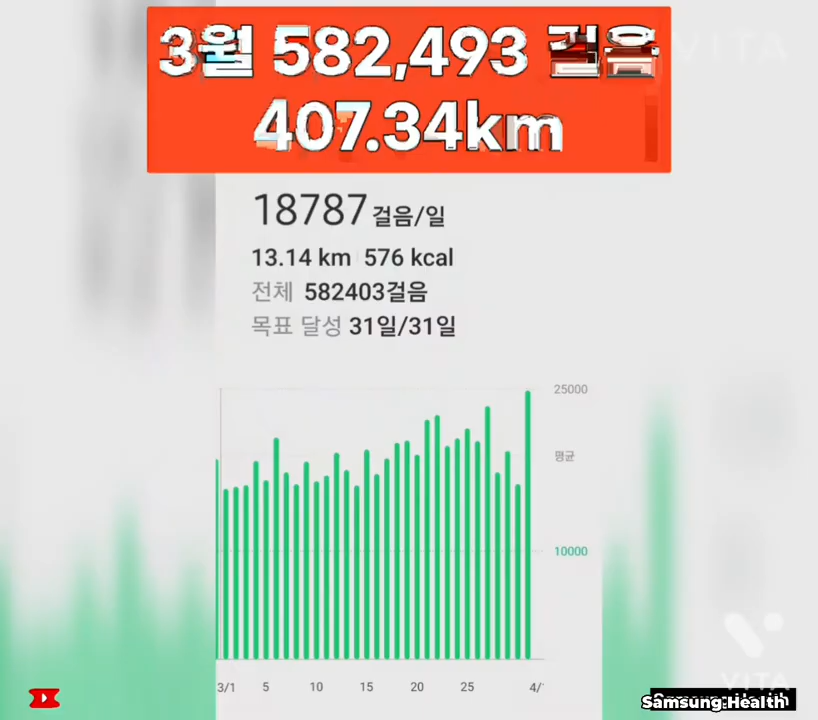 3월 582,493 걸음
407.34km
VITA
18787 걸음/일
13.14 km 576 kcal
전체 582403걸음
목표 달성 31일/31일
25000
평균
10000
3/1 5 10 15 20 25 4/
VITA
Samsung Health